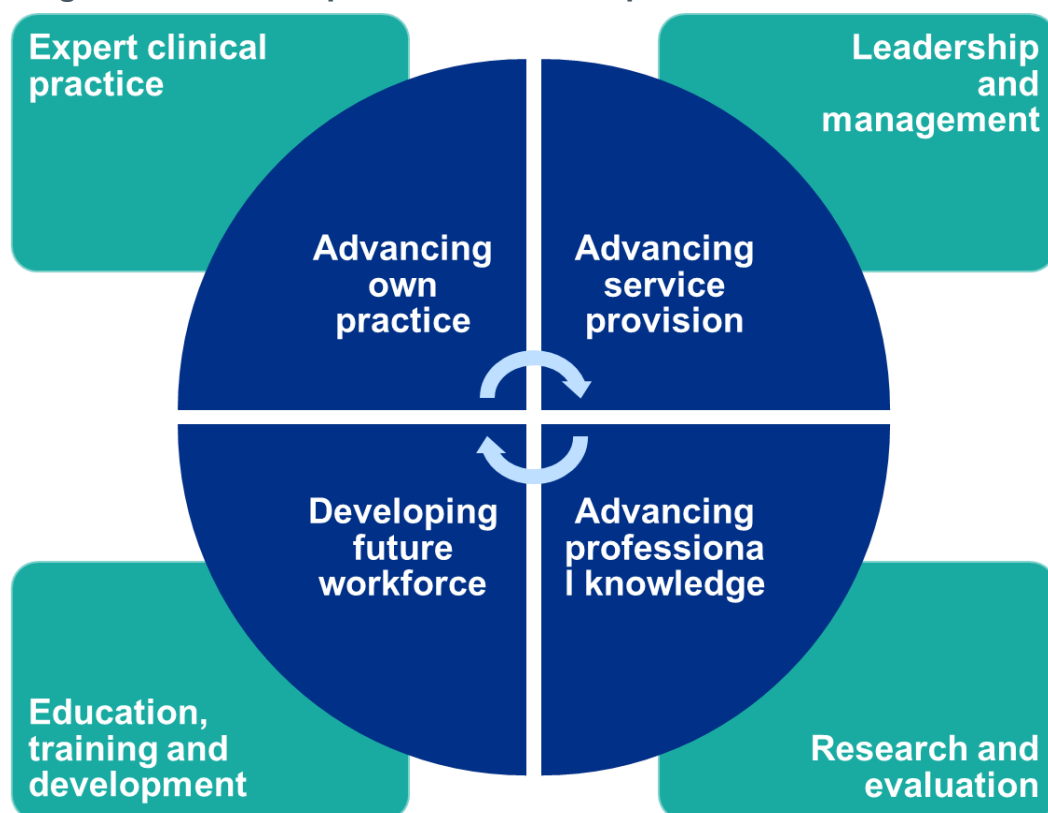 Expert clinical
practice
Leadership
and
management
Advancing
own
practice
Advancing
service
provision
Developing
future
workforce
Advancing
professiona
l knowledge
Education,
training and
development
Research and
evaluation